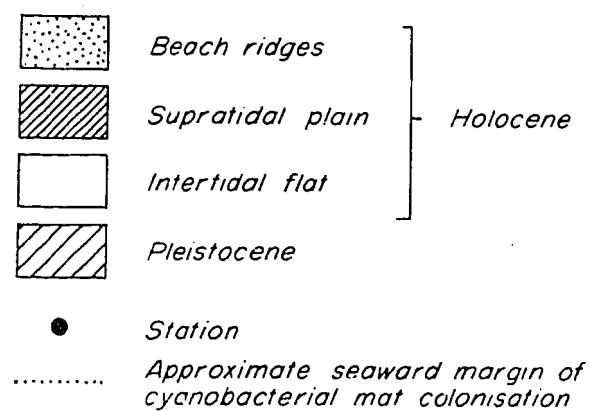 Beach ridges
Supratidal plain
Holocene
Intertidal flat
Pleistocene
Station
Approximate seaward margin of
cyanobacterial mat colonisation